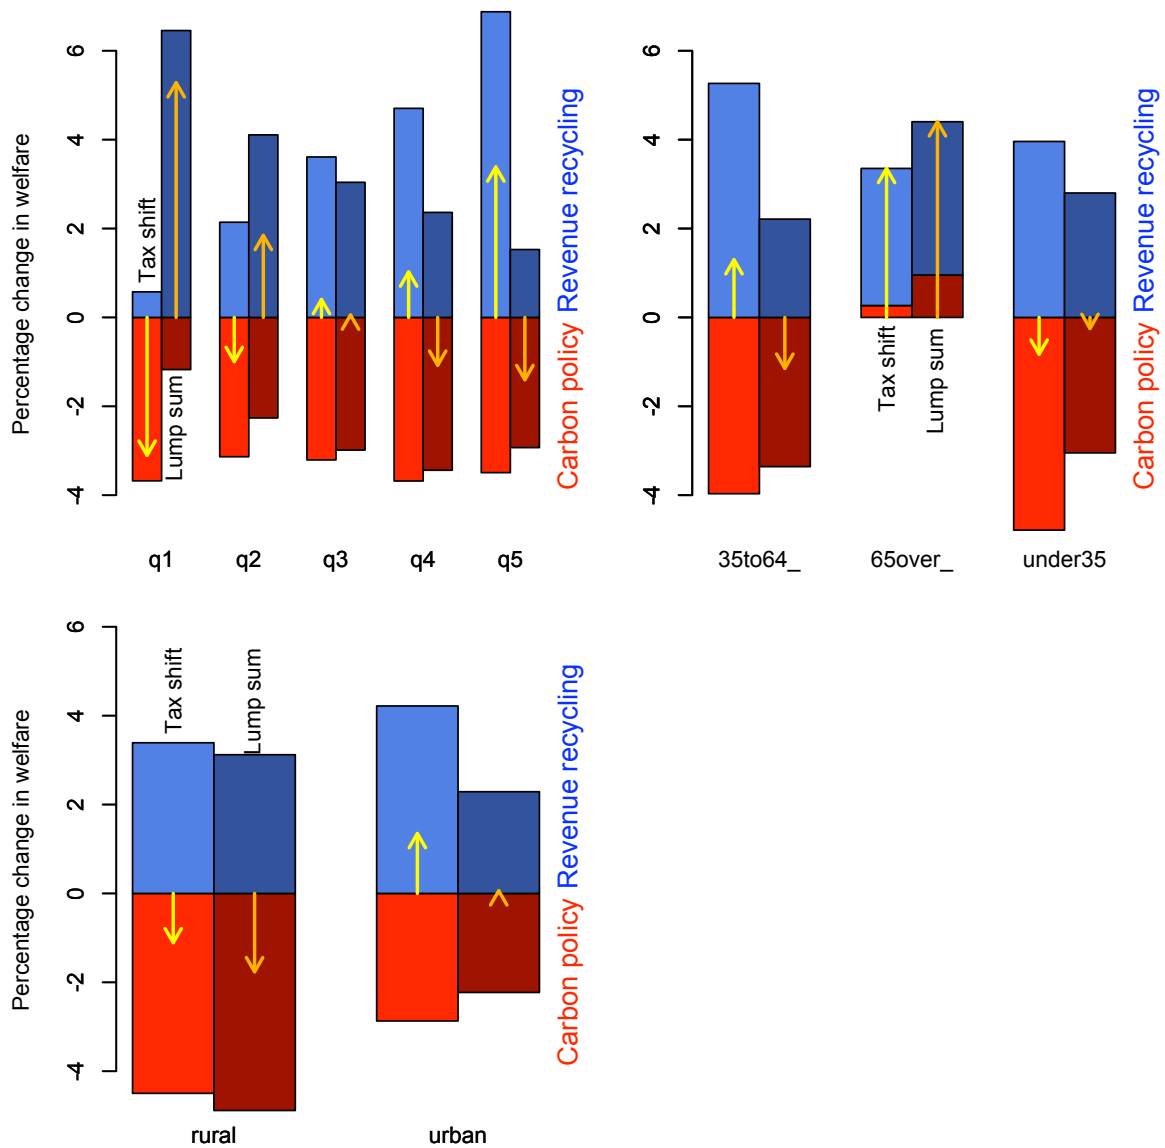 Percentage change in welfare
6
4
2
0
-2
-4
Tax shift
Lump sum
Carbon policy Revenue recycling
q1 q2 q3 q4 q5
6
4
2
0
-2
-4
Tax shift
Lump sum
Carbon policy Revenue recycling
35to64_ 65over_ under35
Percentage change in welfare
6
4
2
0
-2
-4
Tax shift
Lump sum
Carbon policy Revenue recycling
rural urban